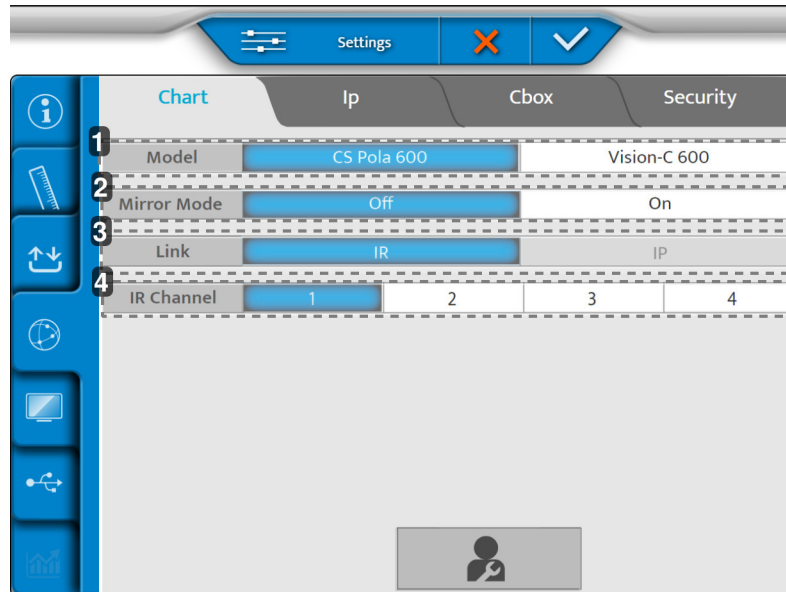 Settings
Chart Ip Cbox Security
1
Model CS Pola 600 Vision-C 600
2
Mirror Mode Off On
3
Link IR IP
4
IR Channel 1 2 3 4